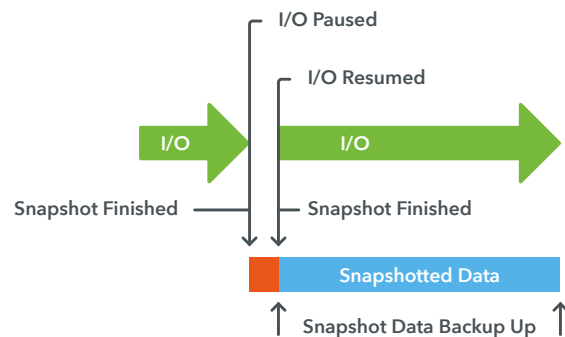 I/O Paused
I/O Resumed
I/O
I/O
Snapshot Finished
Snapshot Finished
Snapshotted Data
Snapshot Data Backup Up